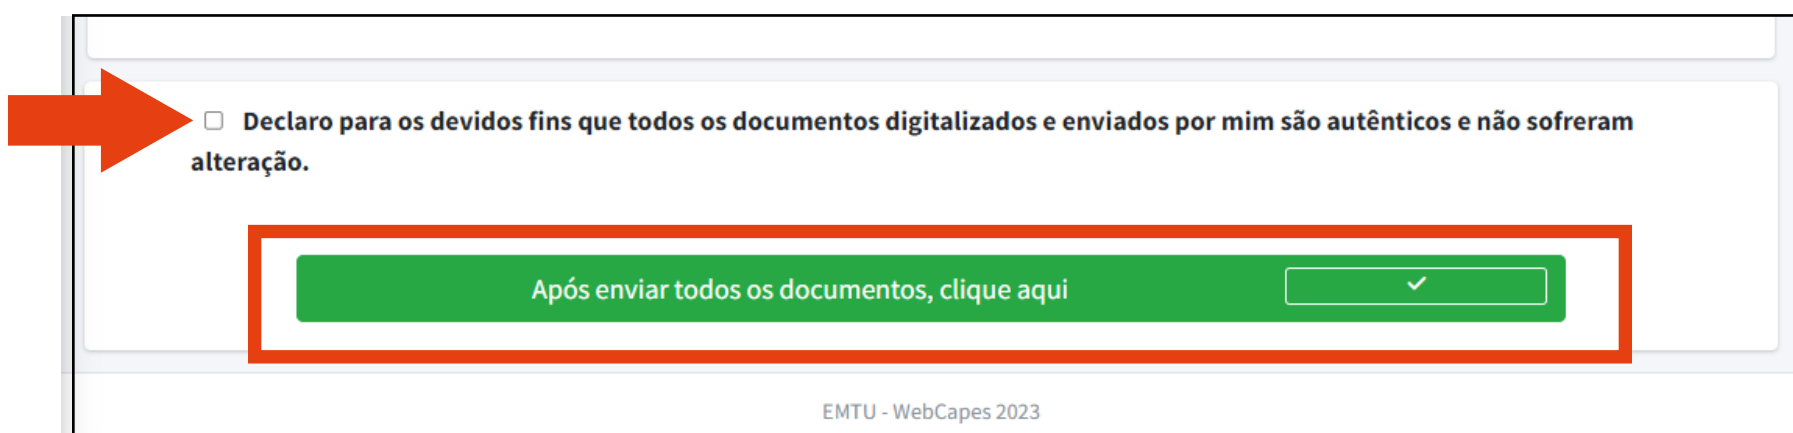 Declaro para os devidos fins que todos os documentos digitalizados e enviados por mim são autênticos e não sofreram
alteração.
Após enviar todos os documentos, clique aqui
EMTU - WebCapes 2023